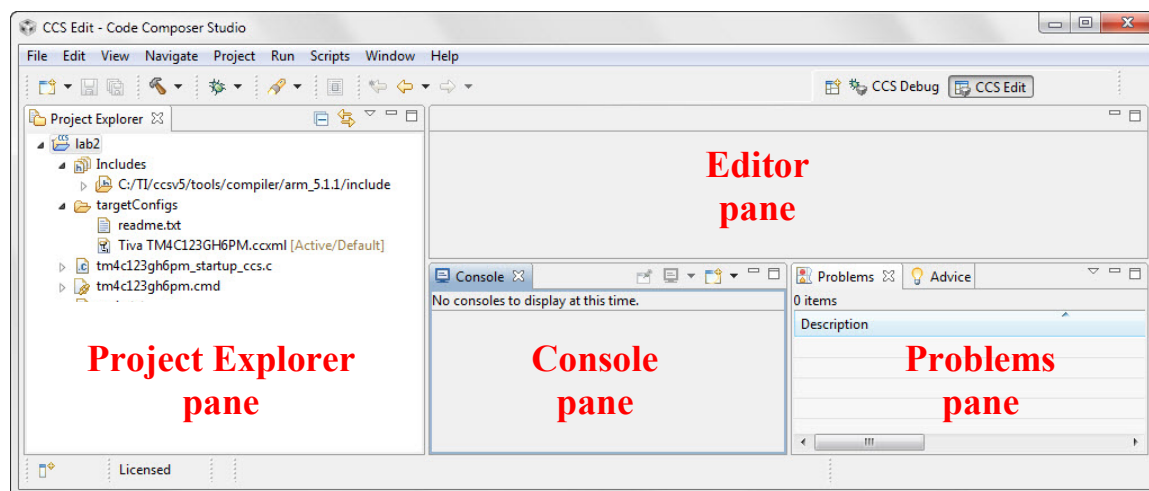 CCS Edit - Code Composer Studio
File Edit View Navigate Project Run Scripts Window Help
CCS Debug CCS Edit
Project Explorer
lab2
Includes
C:/TI/ccsv5/tools/compiler/arm_5.1.1/include
targetConfigs
readme.txt
Tiva TM4C123GH6PM.ccxml [Active/Default]
tm4c123gh6pm_startup_ccs.c
tm4c123gh6pm.cmd
Project Explorer
pane
Editor
pane
Console
No consoles to display at this time.
Console
pane
Problems Advice
0 items
Description
Problems
pane
Licensed